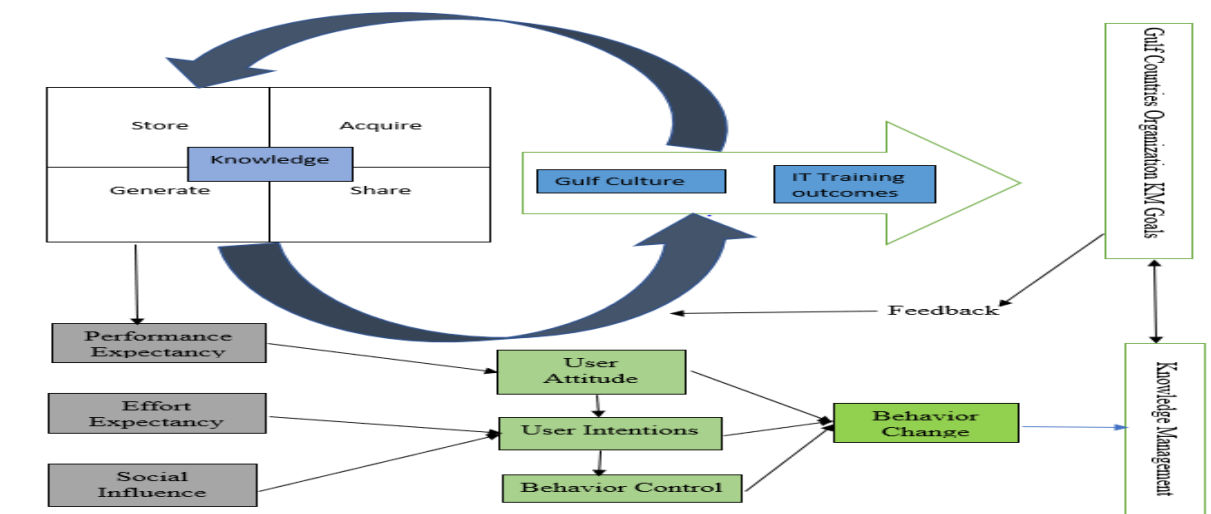 Store
Acquire
Knowledge
Generate
Share
Gulf Culture
IT Training
outcomes
Gulf Countries Organization KM Goals
Feedback
Performance
Expectancy
User
Attitude
Effort
Expectancy
User Intentions
Behavior
Change
Knowledge Management
Social
Influence
Behavior Control